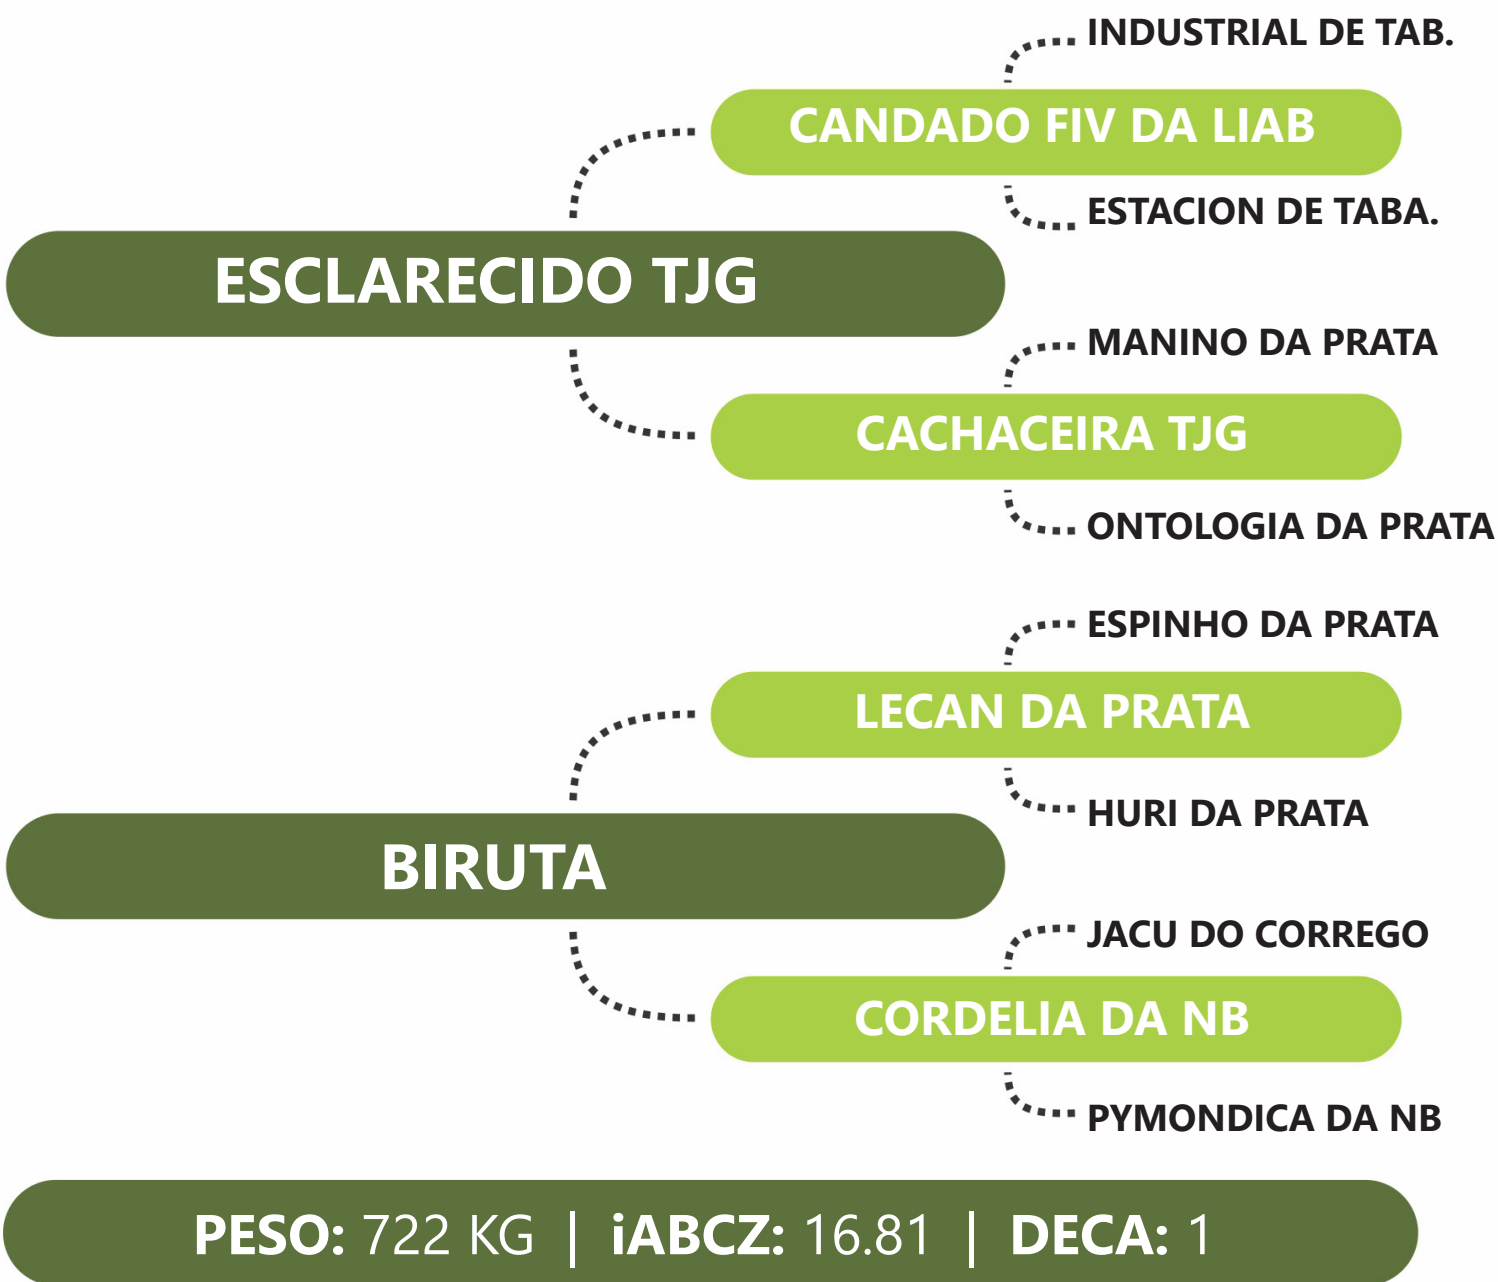 INDUSTRIAL DE TAB.
CANDADO FIV DA LIAB
ESTACION DE TABA.
ESCLARECIDO TJG
MANINO DA PRATA
CACHACEIRA TJG
ONTOLOGIA DA PRATA
ESPINHO DA PRATA
LECAN DA PRATA
HURI DA PRATA
BIRUTA
JACU DO CORREGO
CORDELIA DA NB
PYMONDICA DA NB
PESO: 722 KG | iABCZ: 16.81 | DECA: 1